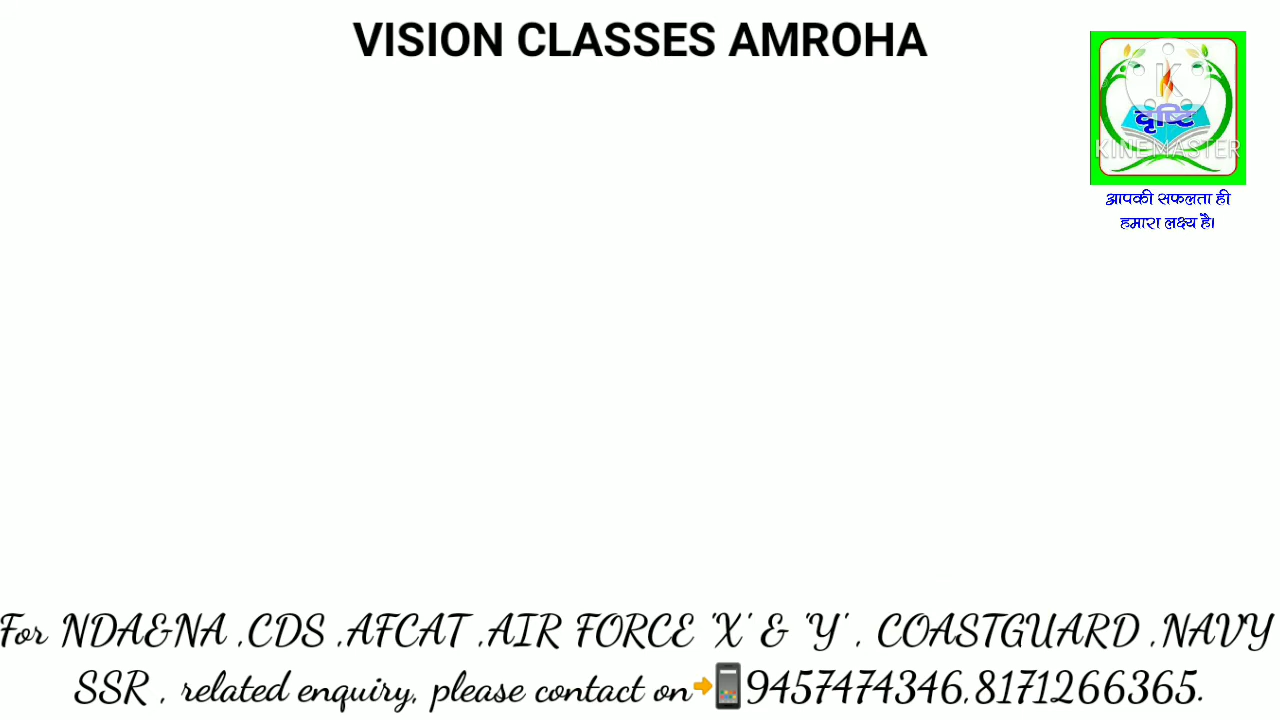 VISION CLASSES AMROHA
K
दृष्टि
KINEMASTER
आपकी सफलता ही
हमारा लक्ष्य है।
For NDA&NA ,CDS ,AFCAT ,AIR FORCE 'X' & 'Y' , COASTGUARD ,NAVY
SSR , related enquiry, please contact on➜📱9457474346,8171266365.